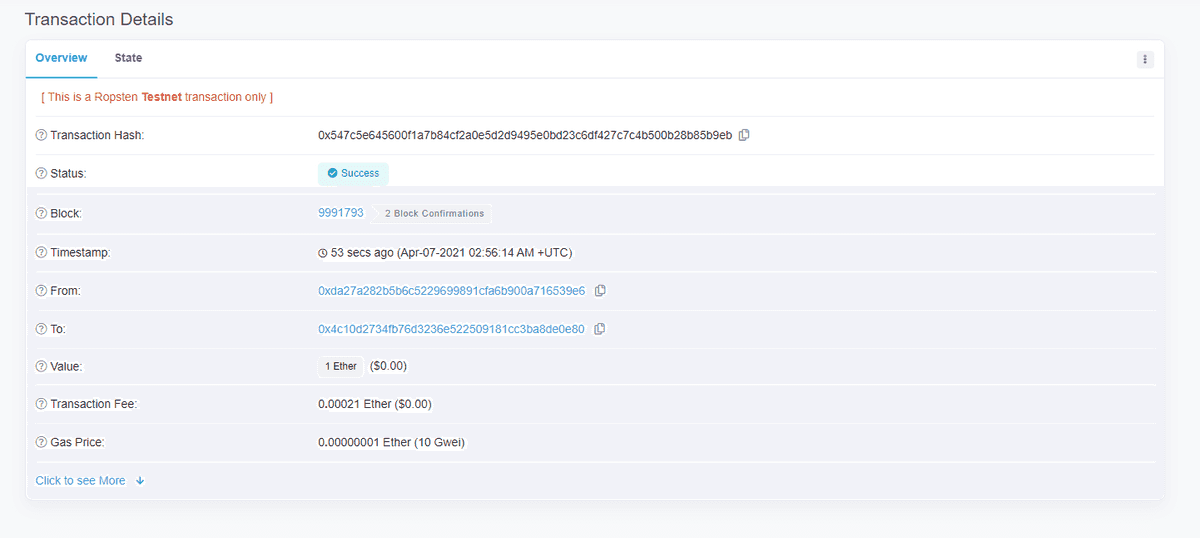 Transaction Details
Overview State
[ This is a Ropsten Testnet transaction only ]
Transaction Hash: 0x547c5e645600f1a7b84cf2a0e5d2d9495e0bd23c6df427c7c4b500b28b85b9eb
Status: Success
Block: 9991793 2 Block Confirmations
Timestamp: 53 secs ago (Apr-07-2021 02:56:14 AM +UTC)
From: 0xda27a282b5b6c5229699891cfa6b900a716539e6
To: 0x4c10d2734fb76d3236e522509181cc3ba8de0e80
Value: 1 Ether ($0.00)
Transaction Fee: 0.00021 Ether ($0.00)
Gas Price: 0.00000001 Ether (10 Gwei)
Click to see More